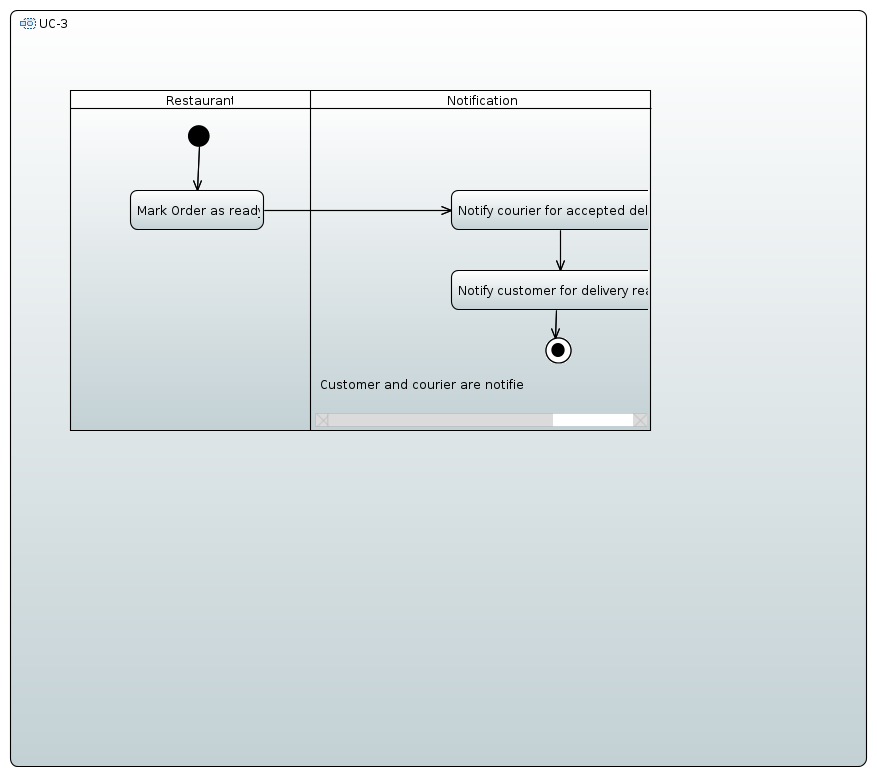 UC-3
Restaurant
Notification
Mark Order as ready
Notify courier for accepted del
Notify customer for delivery rea
Customer and courier are notifie